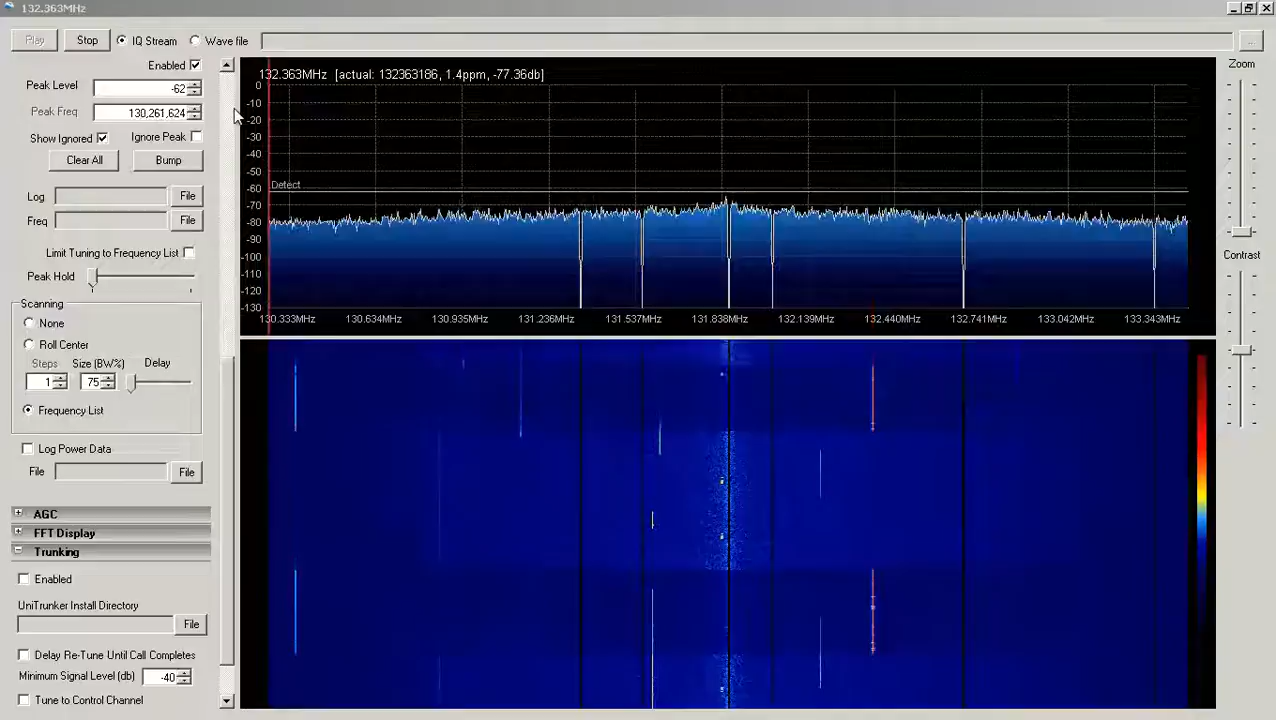 132.363MHz
Play
Stop
IQ Stream
Wave file
...
Enabled
Peak Level
-62
Peak Freq
130,261,624
Show Ignored
Ignore Peak
Clear All
Bump
Log
File
Freq
File
Limit Tuning to Frequency List
Peak Hold
Scanning
None
Roll Center
Steps
Size (BW%)
Delay
1
75
Frequency List
Log Power Data
File
File
AGC
FFT Display
Trunking
Enabled
UniTrunker Install Directory
File
Delay Re-Tune Until Call Completes
Minimum Signal Level (db)
-40
Tune to Control Channel
132.363MHz [actual: 132363186, 1.4ppm, -77.36db]
0
-10
-20
-30
-40
-50
-60
-70
-80
-90
-100
-110
-120
-130
Detect
130.333MHz 130.634MHz 130.935MHz 131.236MHz 131.537MHz 131.838MHz 132.139MHz 132.440MHz 132.741MHz 133.042MHz 133.343MHz
Zoom
Contrast